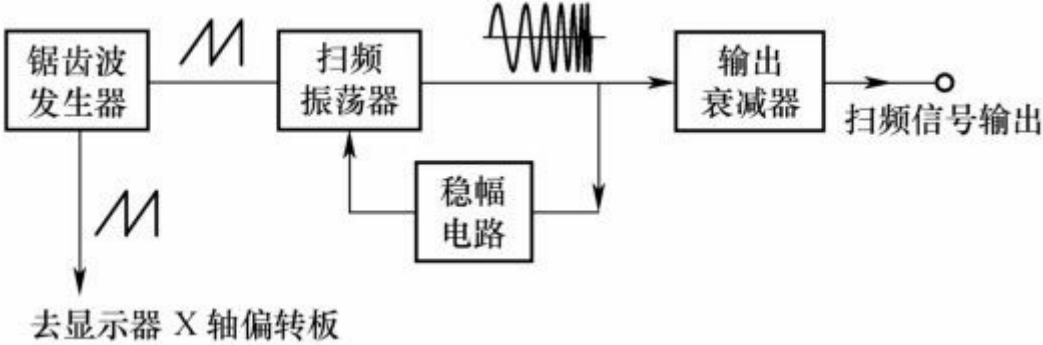 锯齿波
发生器
扫频
振荡器
输出
衰减器
扫频信号输出
稳幅
电路
去显示器 X 轴偏转板